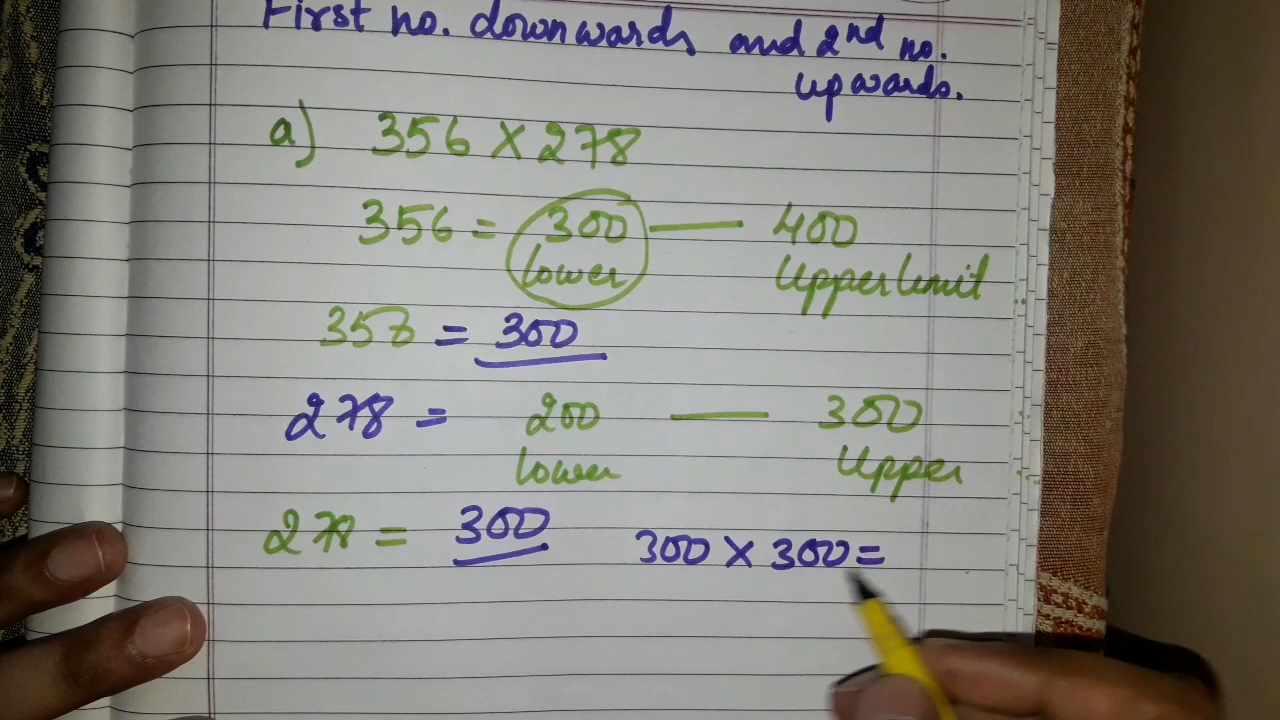 First no. downwards and 2nd no.
upwards.
a) 356 X 278
356 = 300 — 400
lower Upper limit
356 = 300
278 = 200 — 300
lower Upper
278 = 300 300 X 300 =